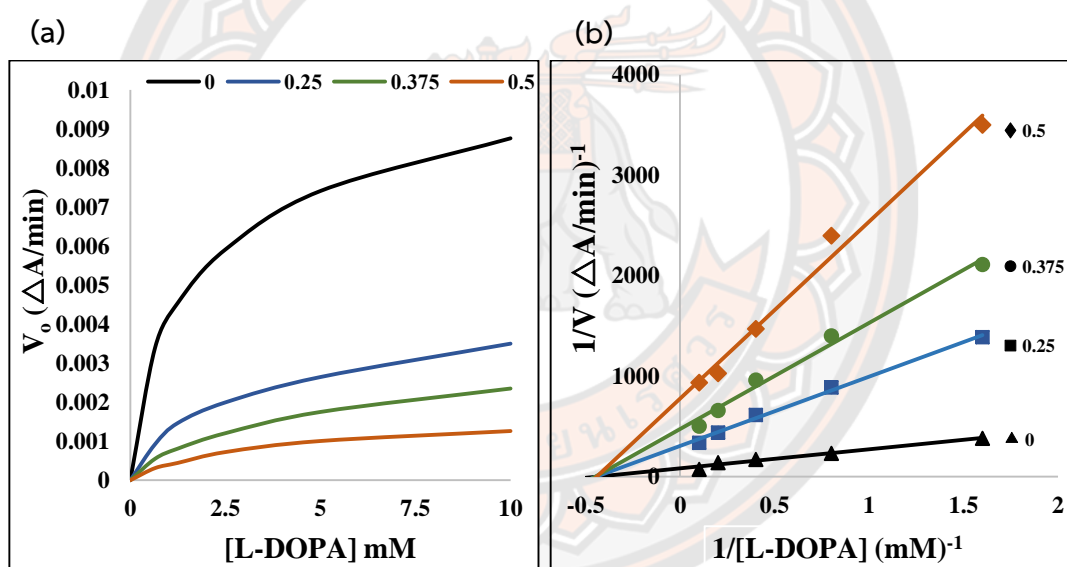 (a)
(b)
0 0.25 0.375 0.5
0.01
0.009
0.008
0.007
0.006
0.005
0.004
0.003
0.002
0.001
0
0 2.5 5 7.5 10
V₀ (△A/min)
[L-DOPA] mM
4000
3000
2000
1000
0
-0.5 0 0.5 1 1.5 2
1/V (△A/min)⁻¹
1/[L-DOPA] (mM)⁻¹
0.5
0.375
0.25
0